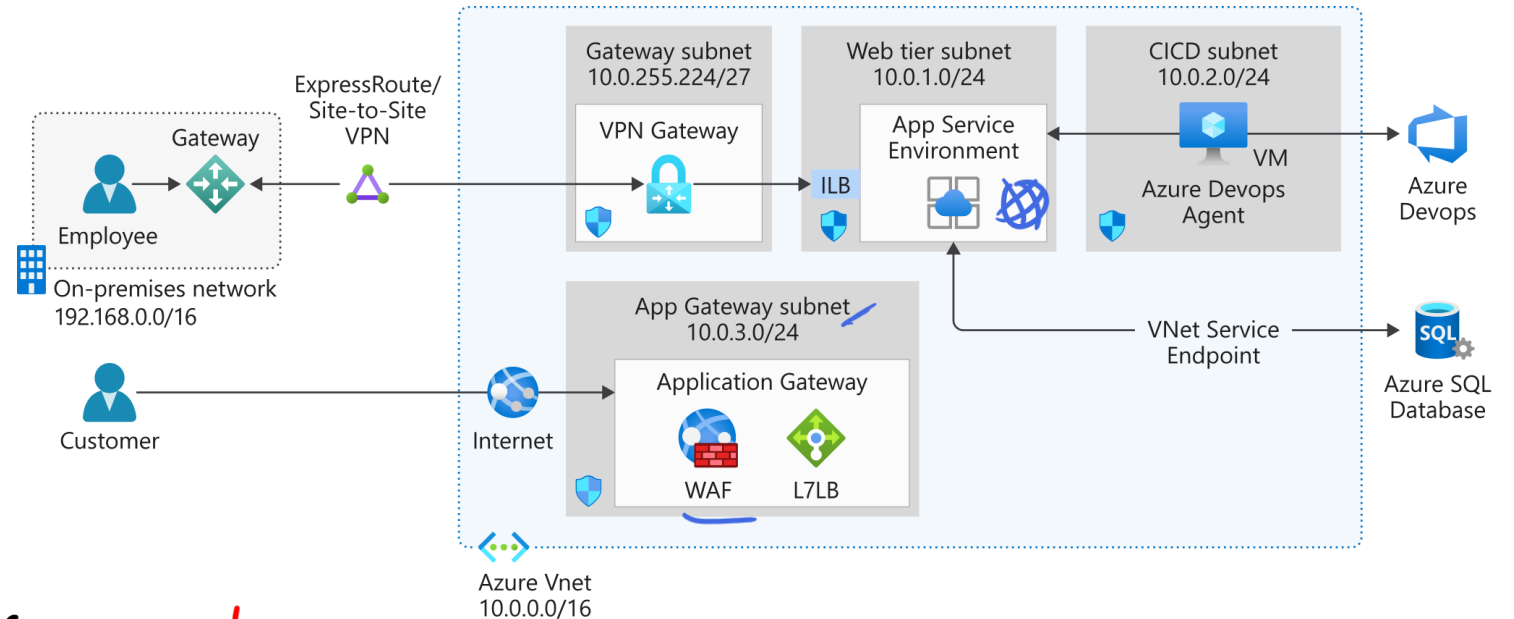 Gateway subnet
10.0.255.224/27
Web tier subnet
10.0.1.0/24
CICD subnet
10.0.2.0/24
ExpressRoute/
Site-to-Site
VPN
Gateway
VPN Gateway
App Service
Environment
VM
ILB
Azure Devops
Agent
Azure
Devops
Employee
On-premises network
192.168.0.0/16
App Gateway subnet
10.0.3.0/24
VNet Service
Endpoint
SQL
Azure SQL
Database
Application Gateway
Customer
Internet
WAF
L7LB
Azure Vnet
10.0.0.0/16